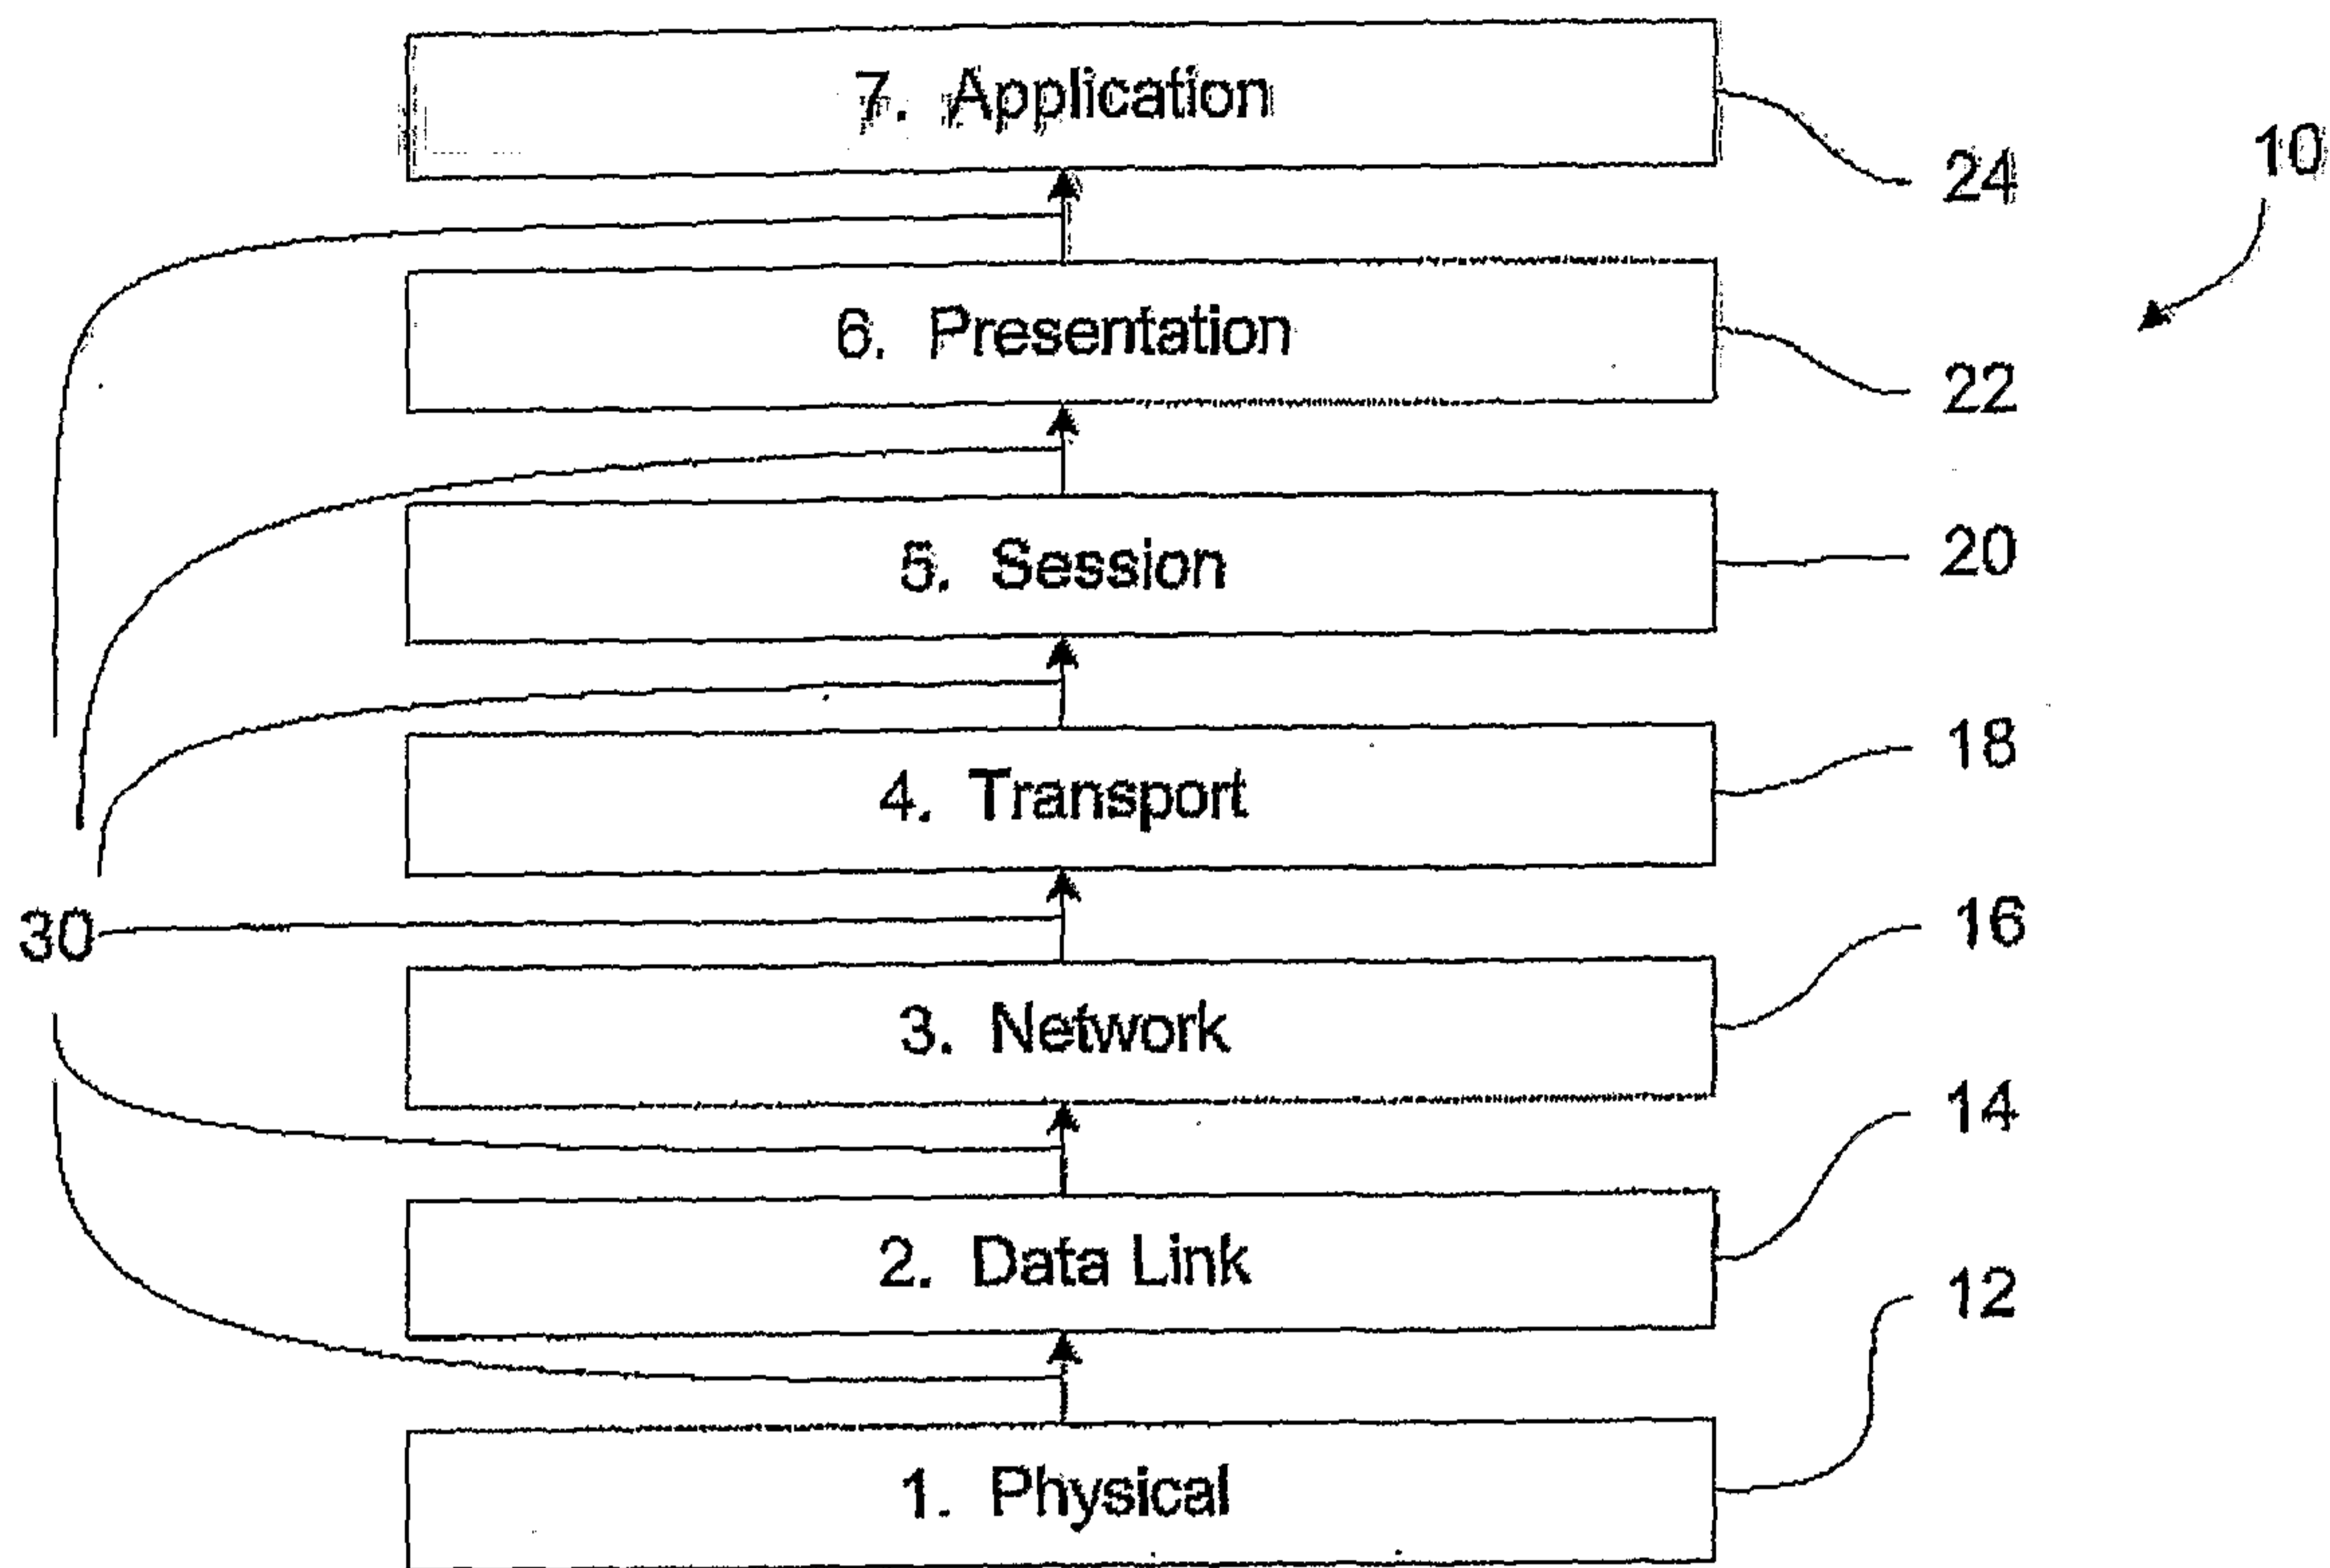 7. Application
24
10
6. Presentation
22
5. Session
20
4. Transport
18
30
3. Network
16
2. Data Link
14
1. Physical
12